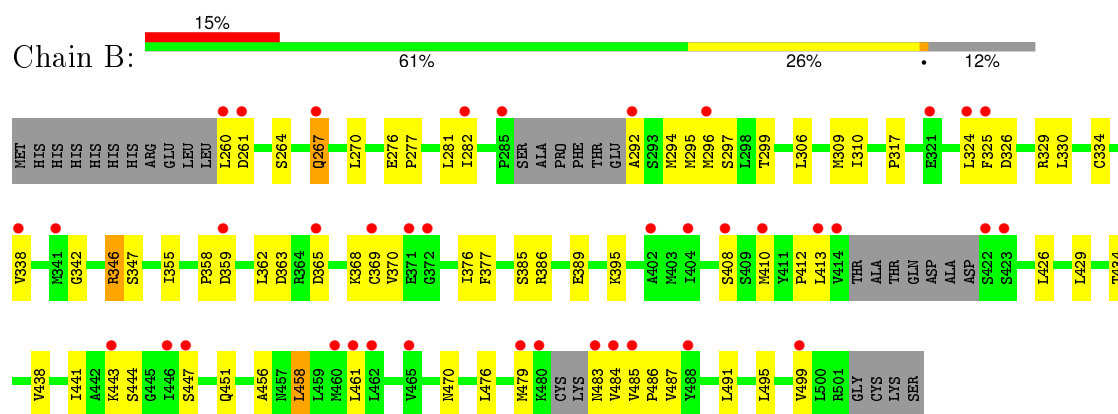 15%
Chain B:
61% 26% • 12%
MET HIS HIS HIS HIS HIS HIS ARG GLU LEU LEU L260 D261 S264 Q267 L270 E276 P277 L281 I282 P285 SER ALA PRO PHE THR GLU A292 S293 M294 M295 M296 S297 L298 T299 L306 M309 I310 P317 E321 L324 F325 D326 R329 L330 C334
V338 M341 G342 R346 S347 I355 P358 D359 L362 D363 R364 D365 K368 C369 V370 E371 G372 I376 F377 S385 R386 E389 K395 A402 M403 I404 S408 S409 M410 Y411 P412 L413 V414 THR ALA THR GLN ASP ALA ASP S422 S423 L426 L429 T434
V438 I441 A442 K443 S444 G445 I446 S447 Q451 A456 N457 L458 L459 M460 L461 L462 V465 N470 L476 M479 K480 CYS LYS N483 V484 V485 P486 V487 Y488 L491 L495 V499 L500 R501 GLY CYS LYS SER